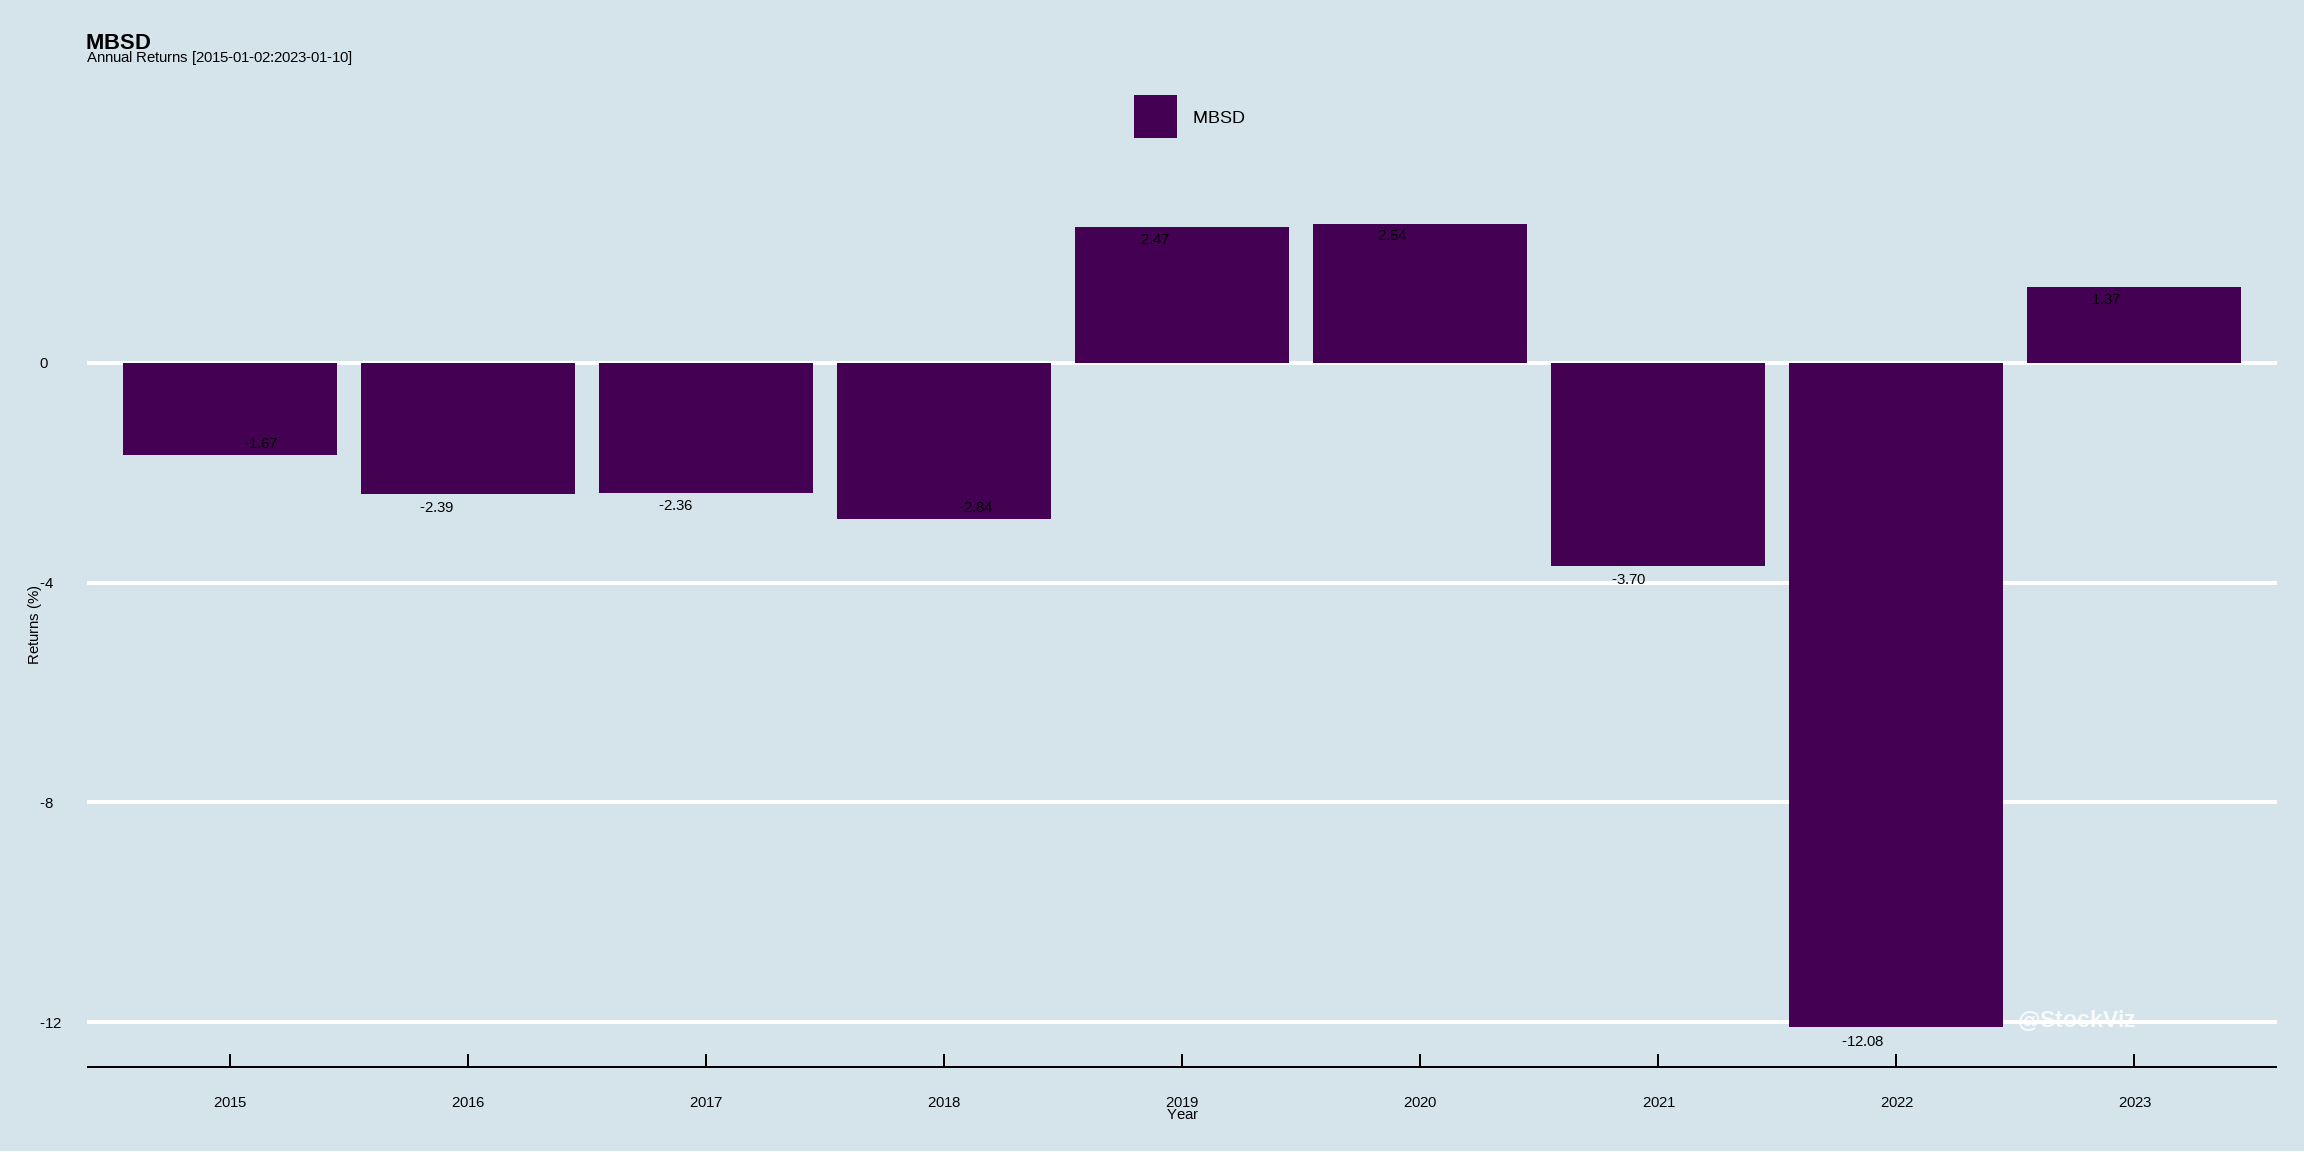 MBSD
Annual Returns [2015-01-02:2023-01-10]
MBSD
2.47
2.54
1.37
0
-1.67
-2.39
-2.36
-2.84
-3.70
-4
Returns (%)
-8
-12
@StockViz
-12.08
2015 2016 2017 2018 2019 2020 2021 2022 2023
Year